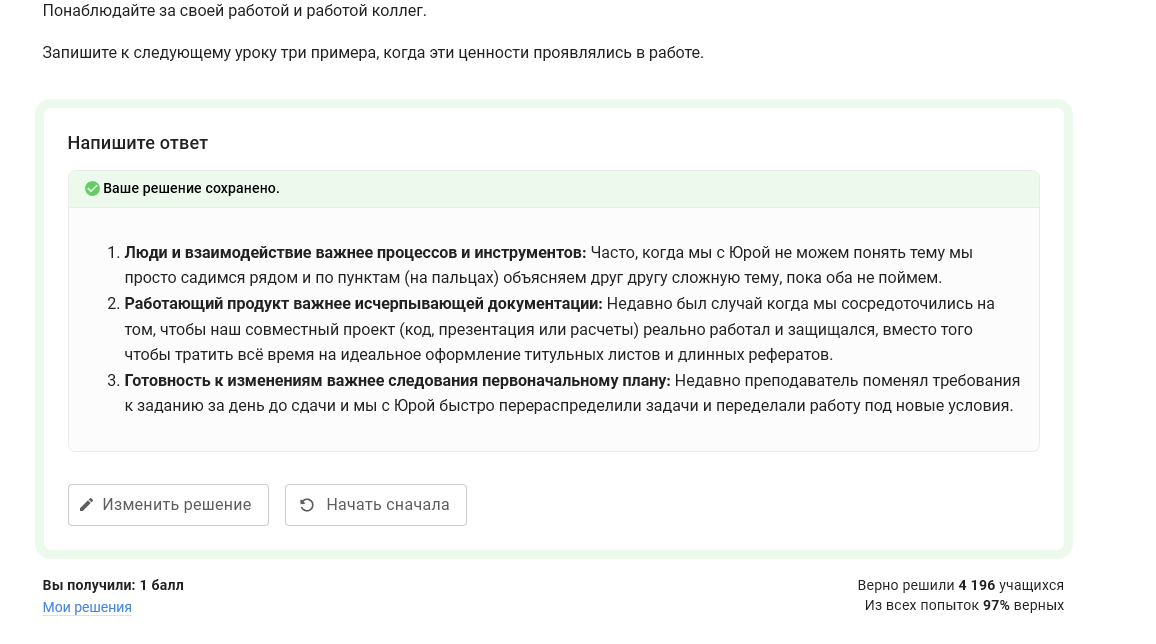 Понаблюдайте за своей работой и работой коллег.
Запишите к следующему уроку три примера, когда эти ценности проявлялись в работе.
Напишите ответ
Ваше решение сохранено.
1. Люди и взаимодействие важнее процессов и инструментов: Часто, когда мы с Юрой не можем понять тему мы
просто садимся рядом и по пунктам (на пальцах) объясняем друг другу сложную тему, пока оба не поймем.
2. Работающий продукт важнее исчерпывающей документации: Недавно был случай когда мы сосредоточились на
том, чтобы наш совместный проект (код, презентация или расчеты) реально работал и защищался, вместо того
чтобы тратить всё время на идеальное оформление титульных листов и длинных рефератов.
3. Готовность к изменениям важнее следования первоначальному плану: Недавно преподаватель поменял требования
к заданию за день до сдачи и мы с Юрой быстро перераспределили задачи и переделали работу под новые условия.
Изменить решение
Начать сначала
Вы получили: 1 балл
Мои решения
Верно решили 4 196 учащихся
Из всех попыток 97% верных